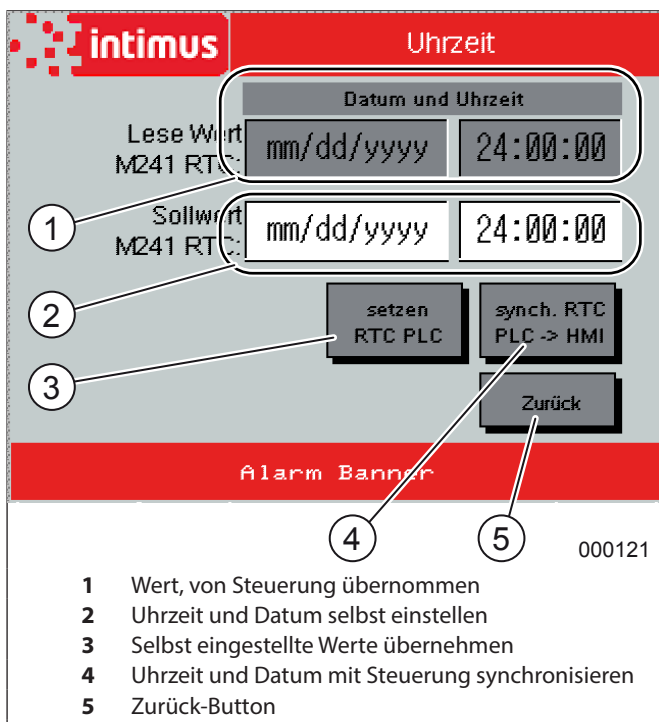 intimus Uhrzeit
Datum und Uhrzeit
Lese Wert
M241 RTC: mm/dd/yyyy 24:00:00
Sollwert
M241 RTC: mm/dd/yyyy 24:00:00
1
2
setzen
RTC PLC
synch. RTC
PLC -> HMI
3
Zurück
Alarm Banner
4
5
000121
1 Wert, von Steuerung übernommen
2 Uhrzeit und Datum selbst einstellen
3 Selbst eingestellte Werte übernehmen
4 Uhrzeit und Datum mit Steuerung synchronisieren
5 Zurück-Button